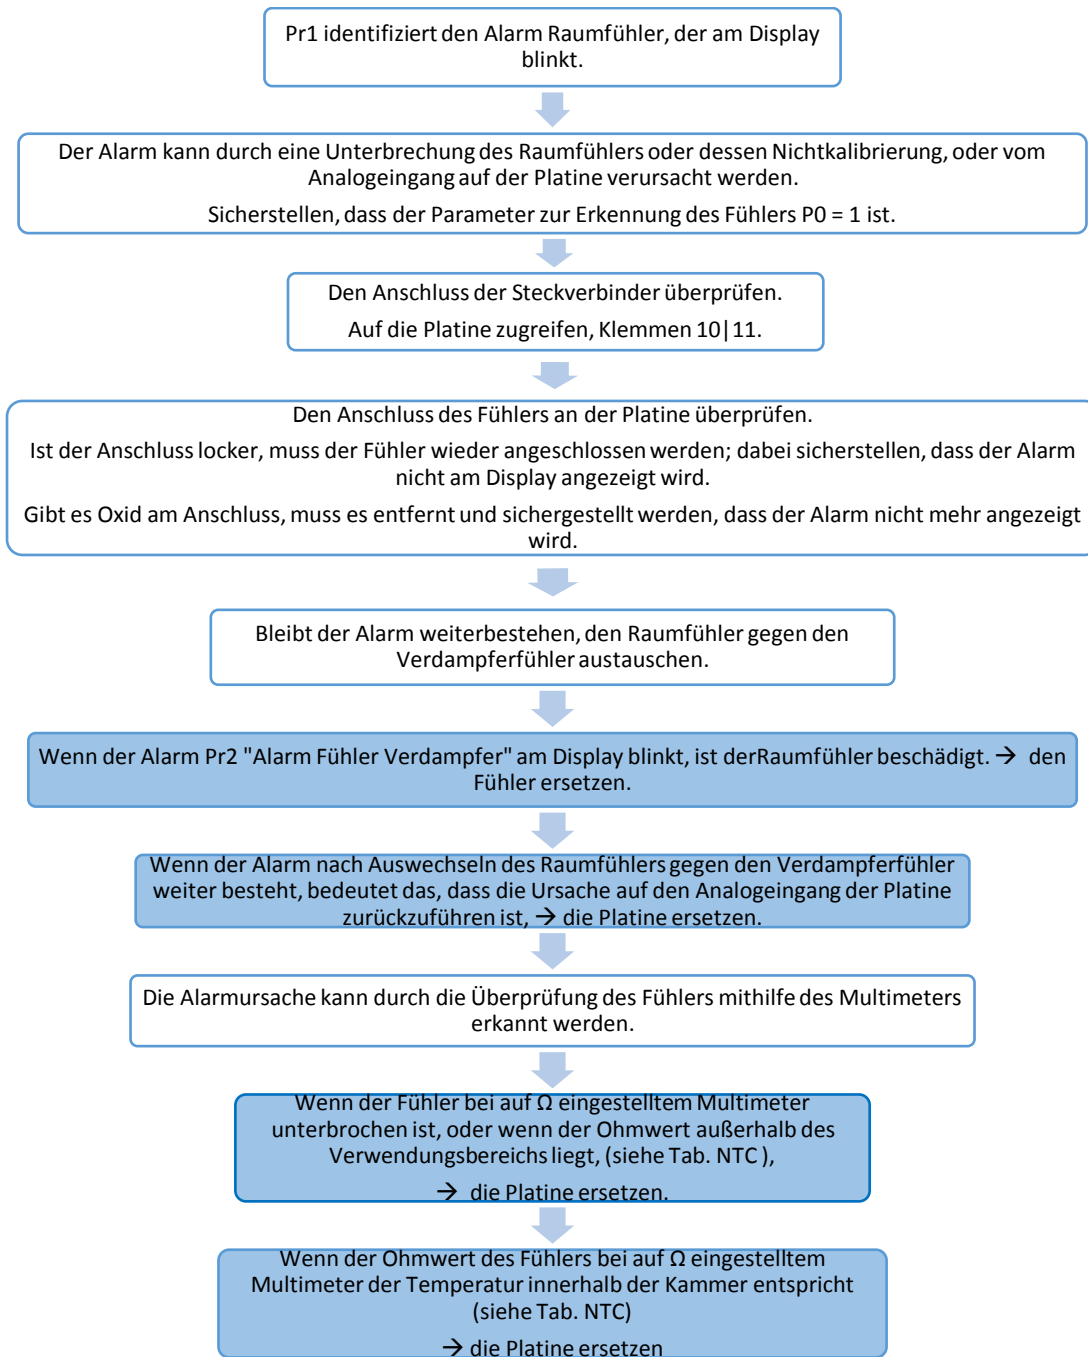 Pr1 identifiziert den Alarm Raumfühler, der am Display
blinkt.
Der Alarm kann durch eine Unterbrechung des Raumfühlers oder dessen Nichtkalibrierung, oder vom
Analogeingang auf der Platine verursacht werden.
Sicherstellen, dass der Parameter zur Erkennung des Fühlers P0 = 1 ist.
Den Anschluss der Steckverbinder überprüfen.
Auf die Platine zugreifen, Klemmen 10|11.
Den Anschluss des Fühlers an der Platine überprüfen.
Ist der Anschluss locker, muss der Fühler wieder angeschlossen werden; dabei sicherstellen, dass der Alarm
nicht am Display angezeigt wird.
Gibt es Oxid am Anschluss, muss es entfernt und sichergestellt werden, dass der Alarm nicht mehr angezeigt
wird.
Bleibt der Alarm weiterbestehen, den Raumfühler gegen den
Verdampferfühler austauschen.
Wenn der Alarm Pr2 "Alarm Fühler Verdampfer" am Display blinkt, ist derRaumfühler beschädigt. → den
Fühler ersetzen.
Wenn der Alarm nach Auswechseln des Raumfühlers gegen den Verdampferfühler
weiter besteht, bedeutet das, dass die Ursache auf den Analogeingang der Platine
zurückzuführen ist, → die Platine ersetzen.
Die Alarmursache kann durch die Überprüfung des Fühlers mithilfe des Multimeters
erkannt werden.
Wenn der Fühler bei auf Ω eingestelltem Multimeter
unterbrochen ist, oder wenn der Ohmwert außerhalb des
Verwendungsbereichs liegt, (siehe Tab. NTC ),
→ die Platine ersetzen.
Wenn der Ohmwert des Fühlers bei auf Ω eingestelltem
Multimeter der Temperatur innerhalb der Kammer entspricht
(siehe Tab. NTC)
→ die Platine ersetzen